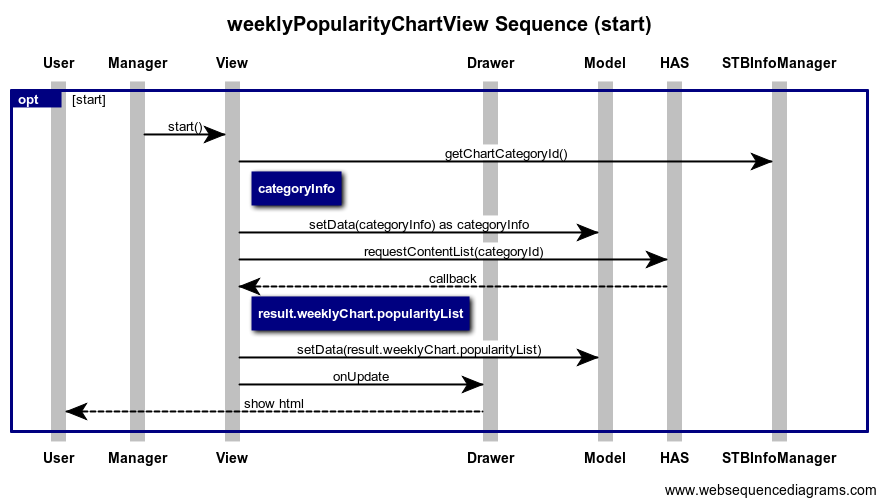 weeklyPopularityChartView Sequence (start)
User Manager View Drawer Model HAS STBInfoManager
opt [start]
start()
getChartCategoryId()
categoryInfo
setData(categoryInfo) as categoryInfo
requestContentList(categoryId)
callback
result.weeklyChart.popularityList
setData(result.weeklyChart.popularityList)
onUpdate
show html
User Manager View Drawer Model HAS STBInfoManager
www.websequencediagrams.com